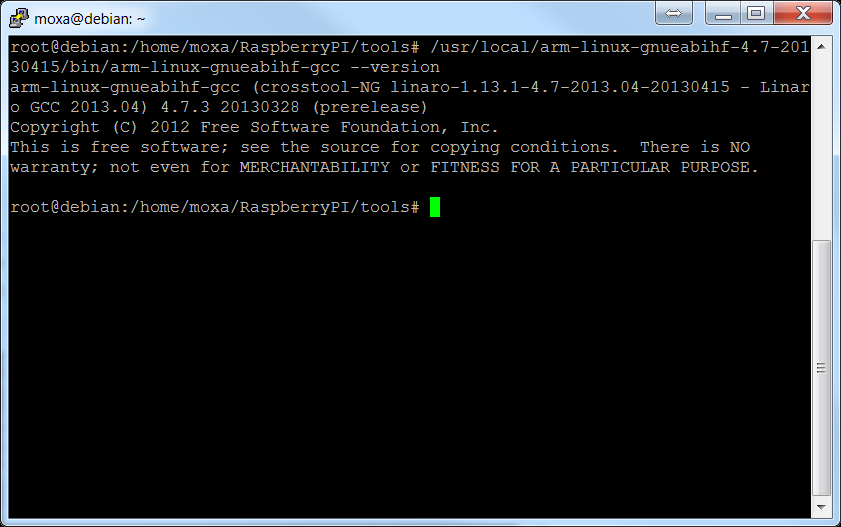 moxa@debian: ~
root@debian:/home/moxa/RaspberryPI/tools# /usr/local/arm-linux-gnueabihf-4.7-201
30415/bin/arm-linux-gnueabihf-gcc --version
arm-linux-gnueabihf-gcc (crosstool-NG linaro-1.13.1-4.7-2013.04-20130415 - Linar
o GCC 2013.04) 4.7.3 20130328 (prerelease)
Copyright (C) 2012 Free Software Foundation, Inc.
This is free software; see the source for copying conditions.  There is NO
warranty; not even for MERCHANTABILITY or FITNESS FOR A PARTICULAR PURPOSE.
root@debian:/home/moxa/RaspberryPI/tools#